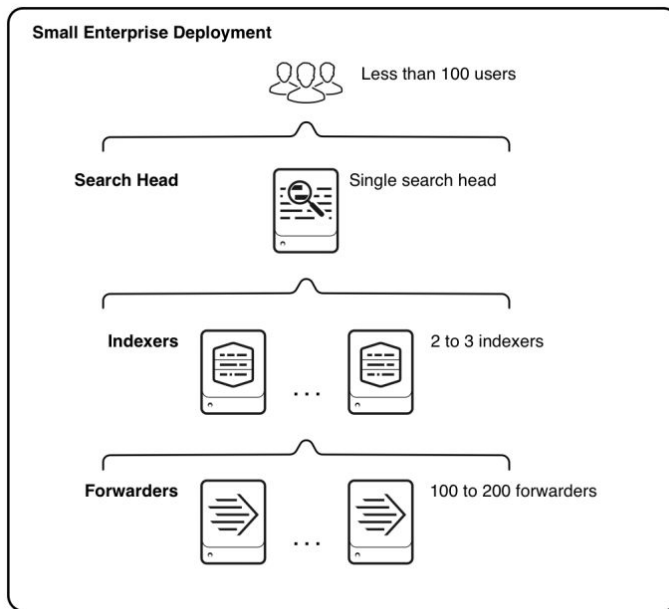 Small Enterprise Deployment
Less than 100 users
Search Head
Single search head
Indexers
2 to 3 indexers
. . .
Forwarders
100 to 200 forwarders
. . .